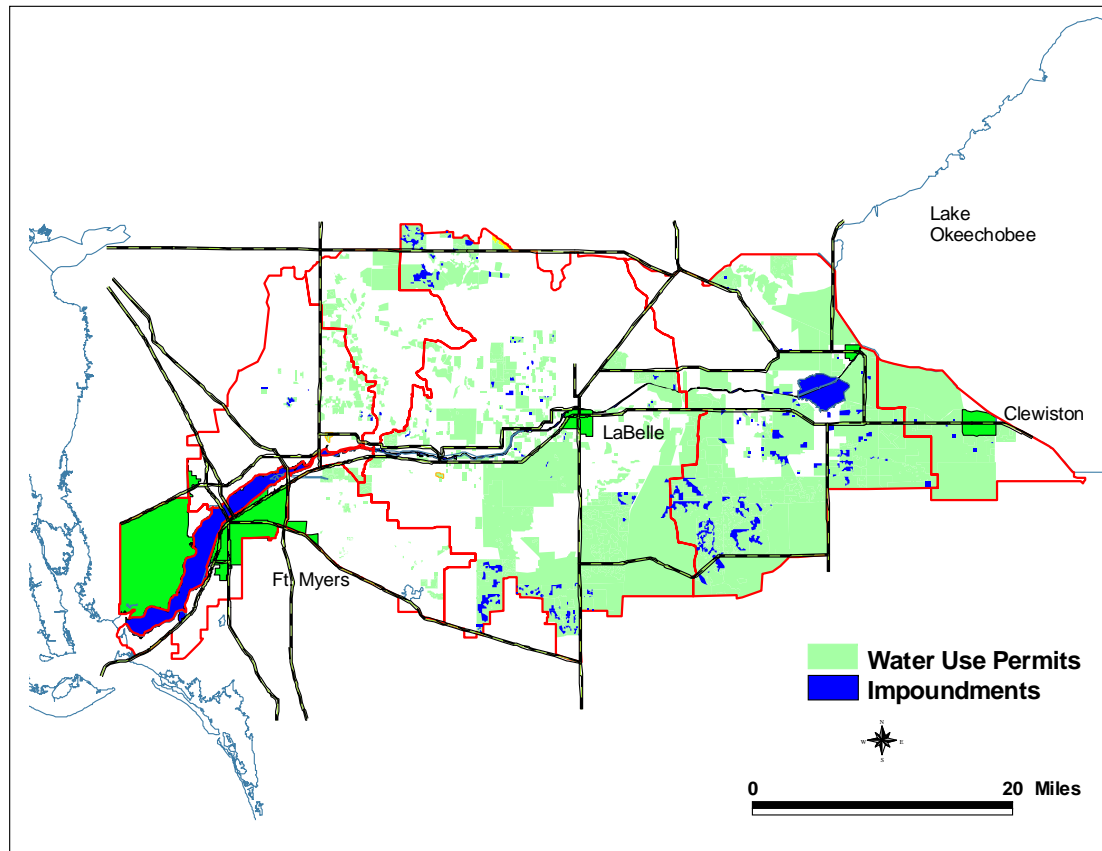 Lake
Okeechobee
Clewiston
LaBelle
Ft. Myers
Water Use Permits
Impoundments
N
W E
S
0 20 Miles